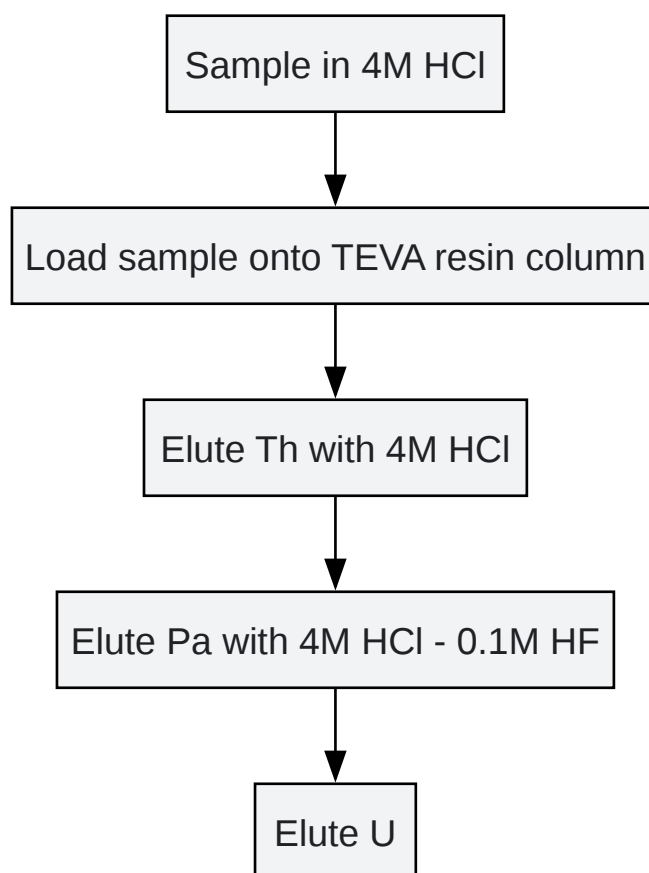 Sample in 4M HCl
Load sample onto TEVA resin column
Elute Th with 4M HCl
Elute Pa with 4M HCl - 0.1M HF
Elute U